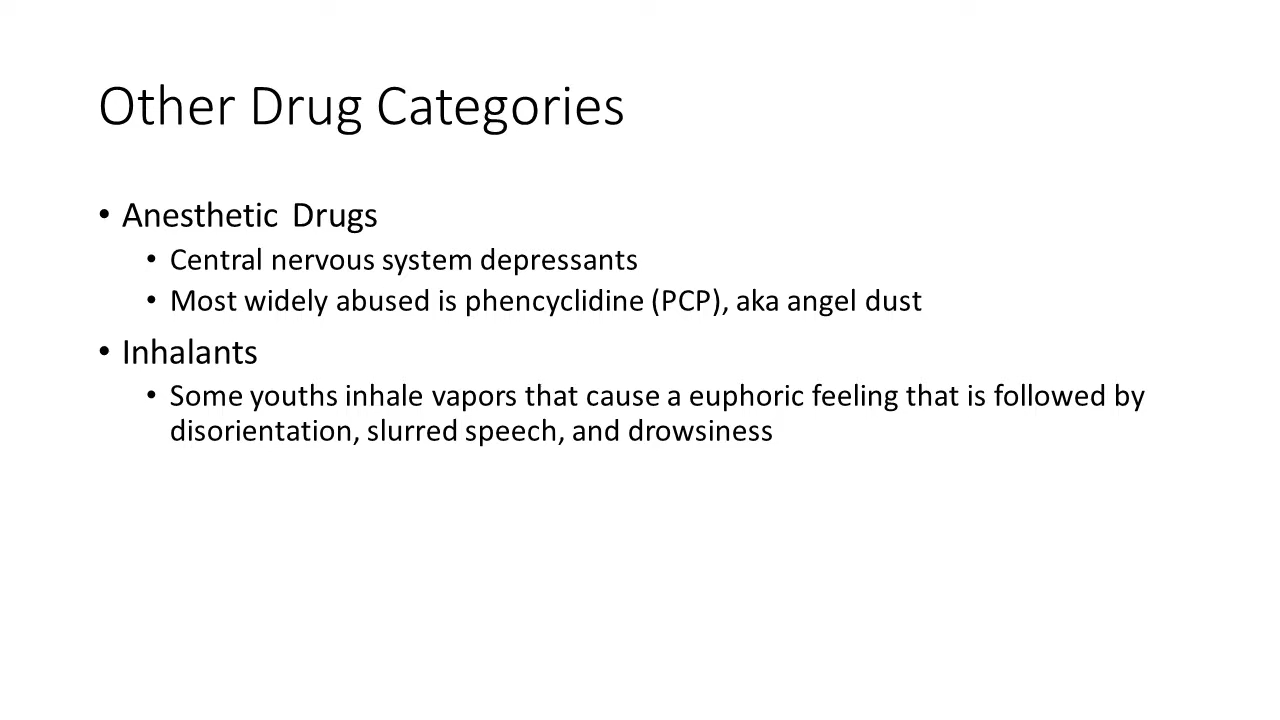 Other Drug Categories
• Anesthetic Drugs
• Central nervous system depressants
• Most widely abused is phencyclidine (PCP), aka angel dust
• Inhalants
• Some youths inhale vapors that cause a euphoric feeling that is followed by
disorientation, slurred speech, and drowsiness